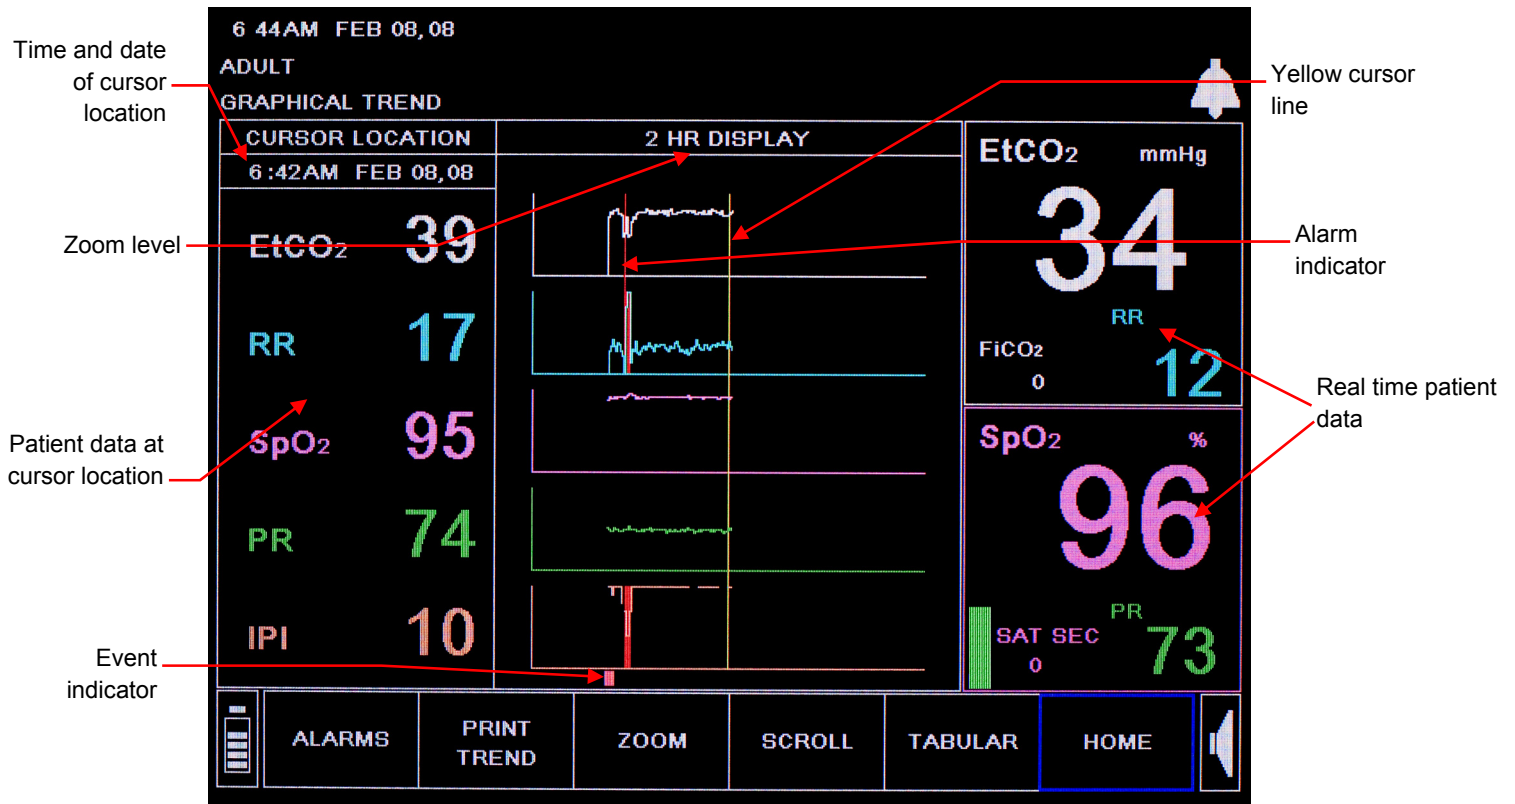 6 44AM FEB 08,08
ADULT
GRAPHICAL TREND
Time and date
of cursor
location
Yellow cursor
line
CURSOR LOCATION
2 HR DISPLAY
6:42AM FEB 08,08
EtCO2 mmHg
34
Zoom level
EtCO2 39
Alarm
indicator
RR
12
FiCO2
0
RR 17
Real time patient
data
Patient data at
cursor location
SpO2 95
SpO2 %
96
PR 74
PR
73
SAT SEC
0
IPI 10
Event
indicator
ALARMS
PRINT
TREND
ZOOM
SCROLL
TABULAR
HOME